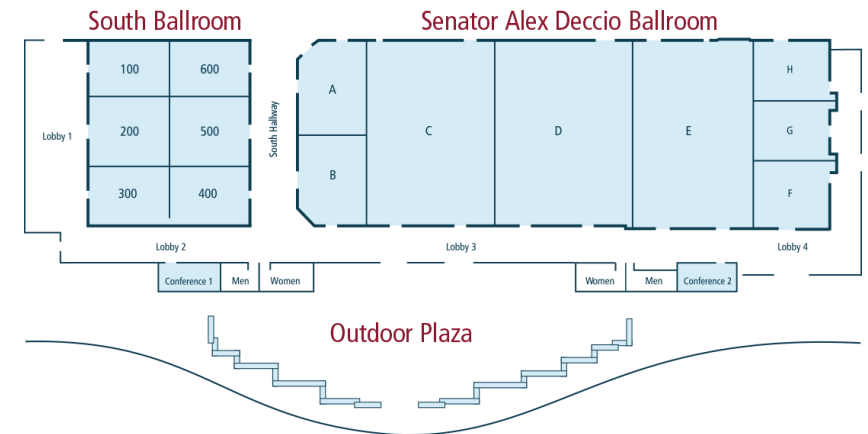 South Ballroom
Senator Alex Deccio Ballroom
100
600
200
500
300
400
Lobby 1
South Hallway
A
B
C
D
E
H
G
F
Lobby 2
Lobby 3
Lobby 4
Conference 1
Men
Women
Women
Men
Conference 2
Outdoor Plaza